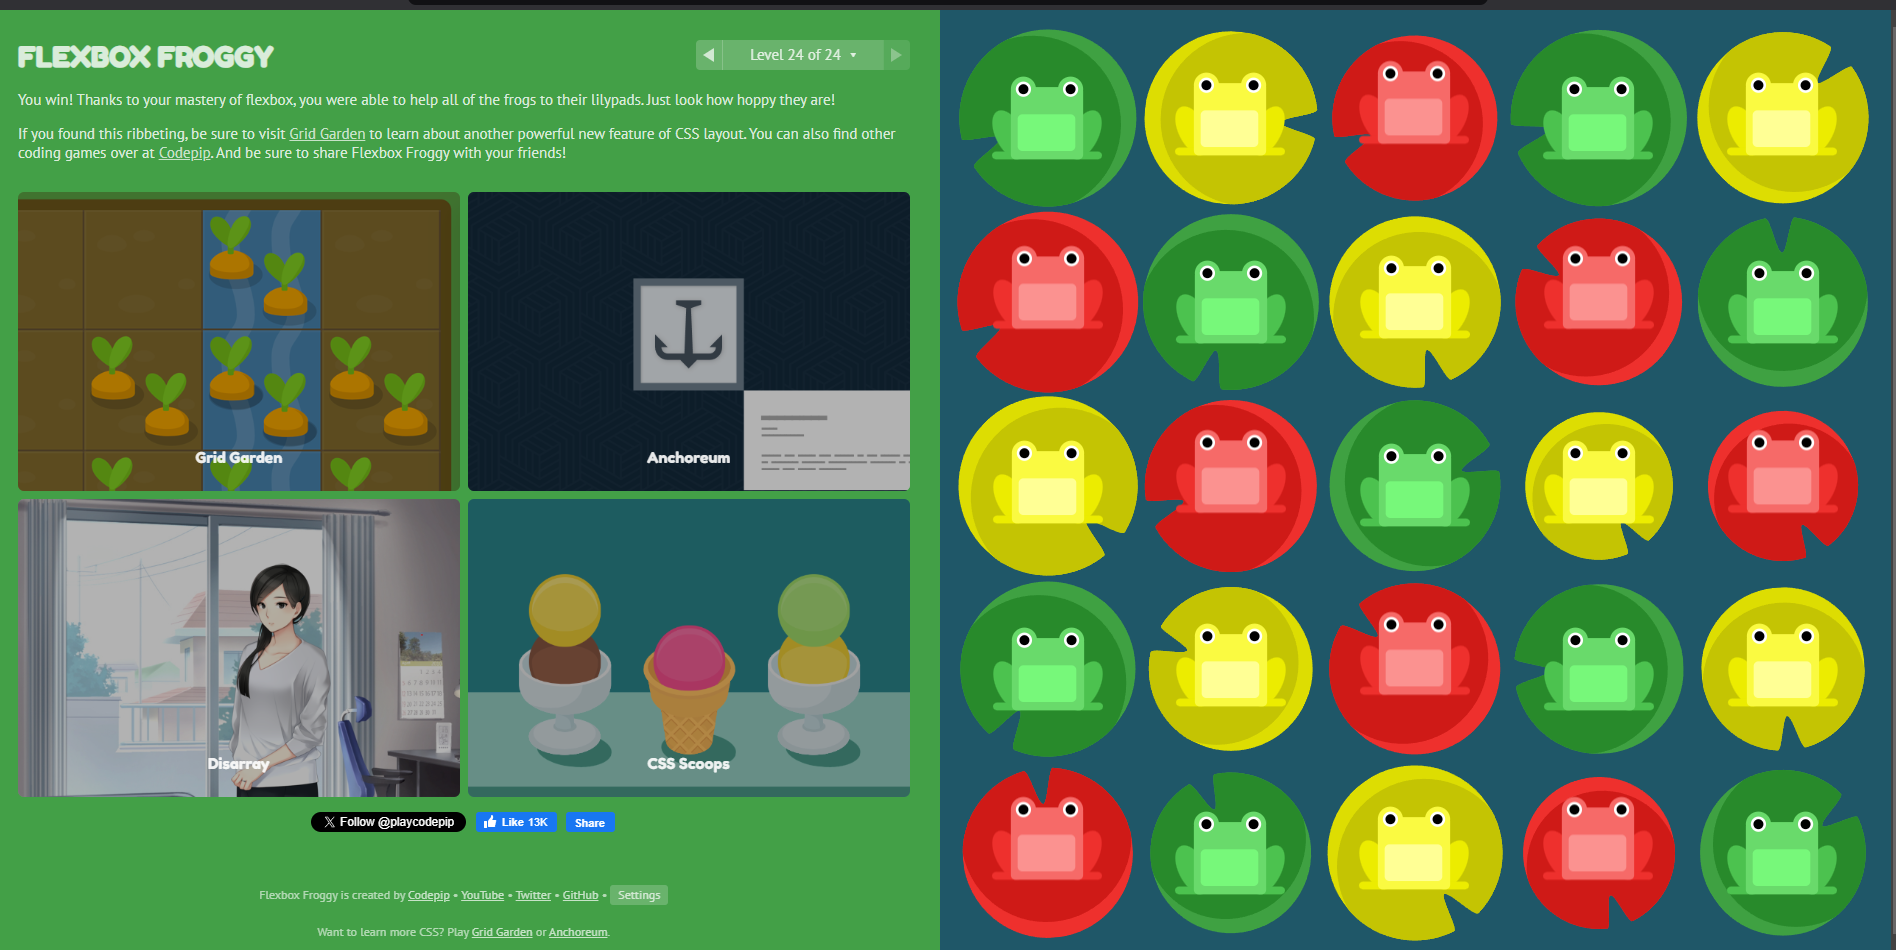 FLEXBOX FROGGY
Level 24 of 24
You win! Thanks to your mastery of flexbox, you were able to help all of the frogs to their lilypads. Just look how hoppy they are!
If you found this ribbeting, be sure to visit Grid Garden to learn about another powerful new feature of CSS layout. You can also find other
coding games over at Codepip. And be sure to share Flexbox Froggy with your friends!
Grid Garden
Anchoreum
Disarray
CSS Scoops
Follow @playcodepip
Like 13K
Share
Flexbox Froggy is created by Codepip • YouTube • Twitter • GitHub • Settings
Want to learn more CSS? Play Grid Garden or Anchoreum.